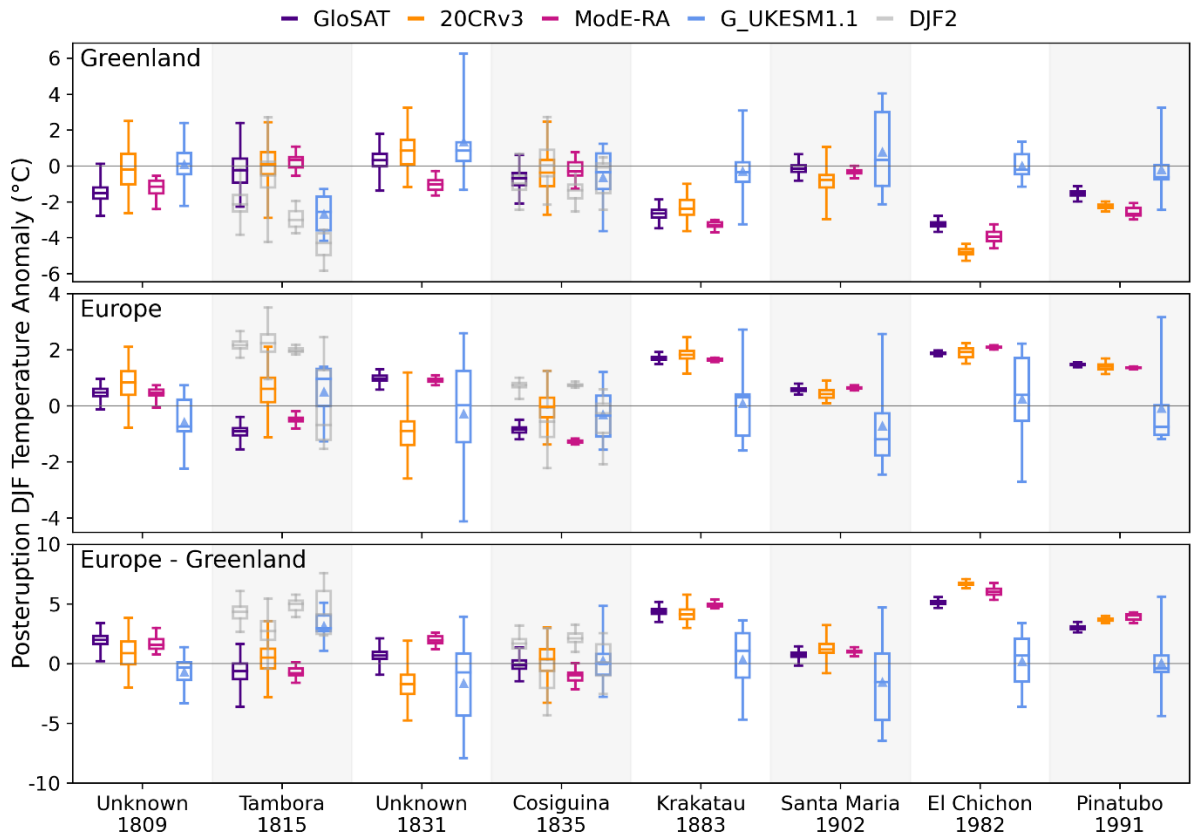 GloSAT 20CRv3 ModE-RA G_UKESM1.1 DJF2
Posteruption DJF Temperature Anomaly (°C)
Greenland
6
4
2
0
-2
-4
-6
Europe
4
2
0
-2
-4
Europe - Greenland
10
5
0
-5
-10
Unknown Tambora Unknown Cosiguina Krakatau Santa Maria El Chichon Pinatubo
1809 1815 1831 1835 1883 1902 1982 1991